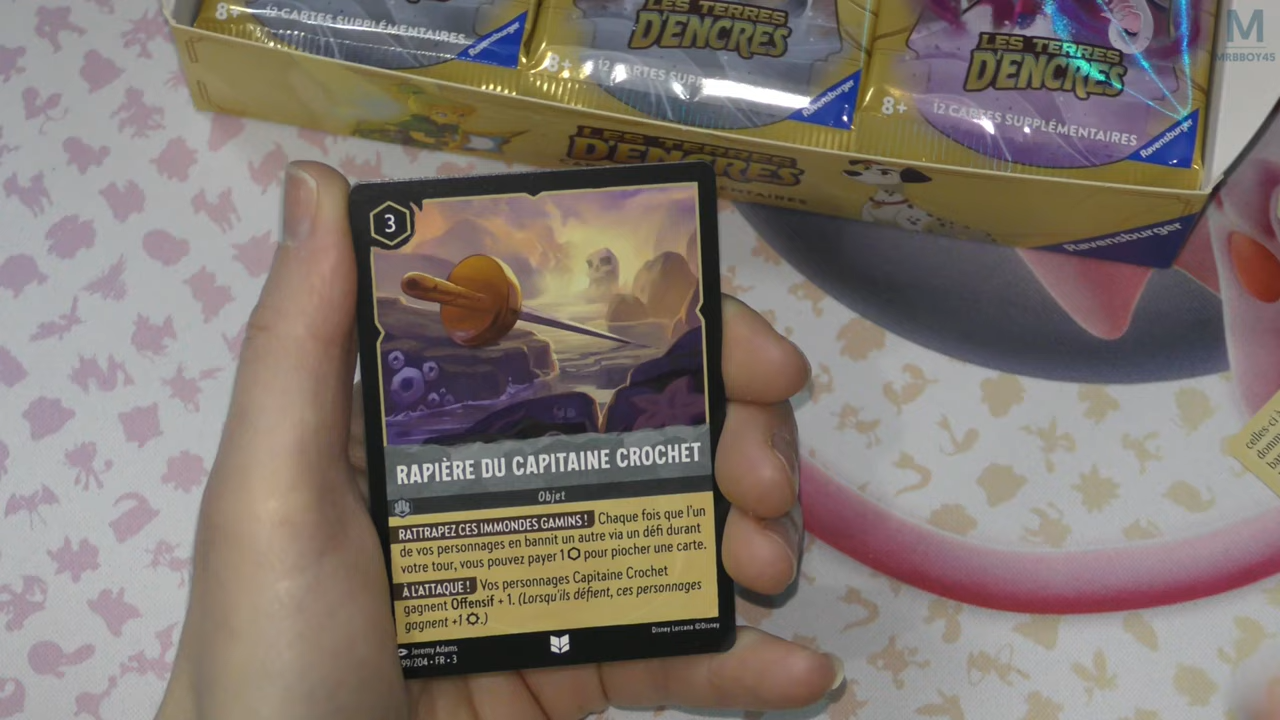 8+
12 CARTES SUPPLÉMENTAIRES
Ravensburger
LES TERRES
D'ENCRES
8+
12 CARTES
Ravensburger
LES TERRES
D'ENCRES
8+
12 CARTES SUPPLÉMENTAIRES
Ravensburger
M
MRBBOY45
LES TERRES
D'ENCRES
Ravensburger
3
RAPIÈRE DU CAPITAINE CROCHET
Objet
RATTRAPEZ CES IMMONDES GAMINS ! Chaque fois que l'un
de vos personnages en bannit un autre via un défi durant
votre tour, vous pouvez payer 1 pour piocher une carte.
À L'ATTAQUE ! Vos personnages Capitaine Crochet
gagnent Offensif + 1. (Lorsqu'ils défient, ces personnages
gagnent +1 .)
Disney Lorcana ©Disney
Jeremy Adams
99/204 • FR • 3
celles-ci